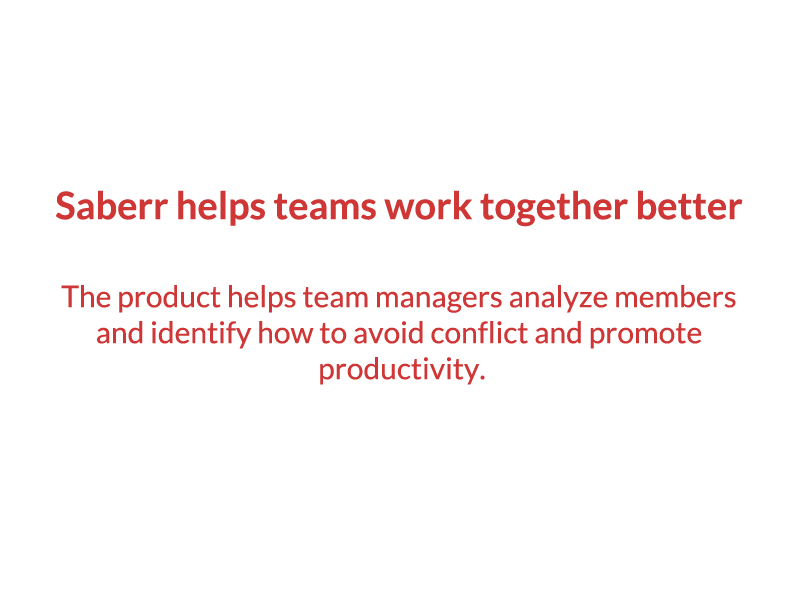 Saberr helps teams work together better
The product helps team managers analyze members
and identify how to avoid conflict and promote
productivity.